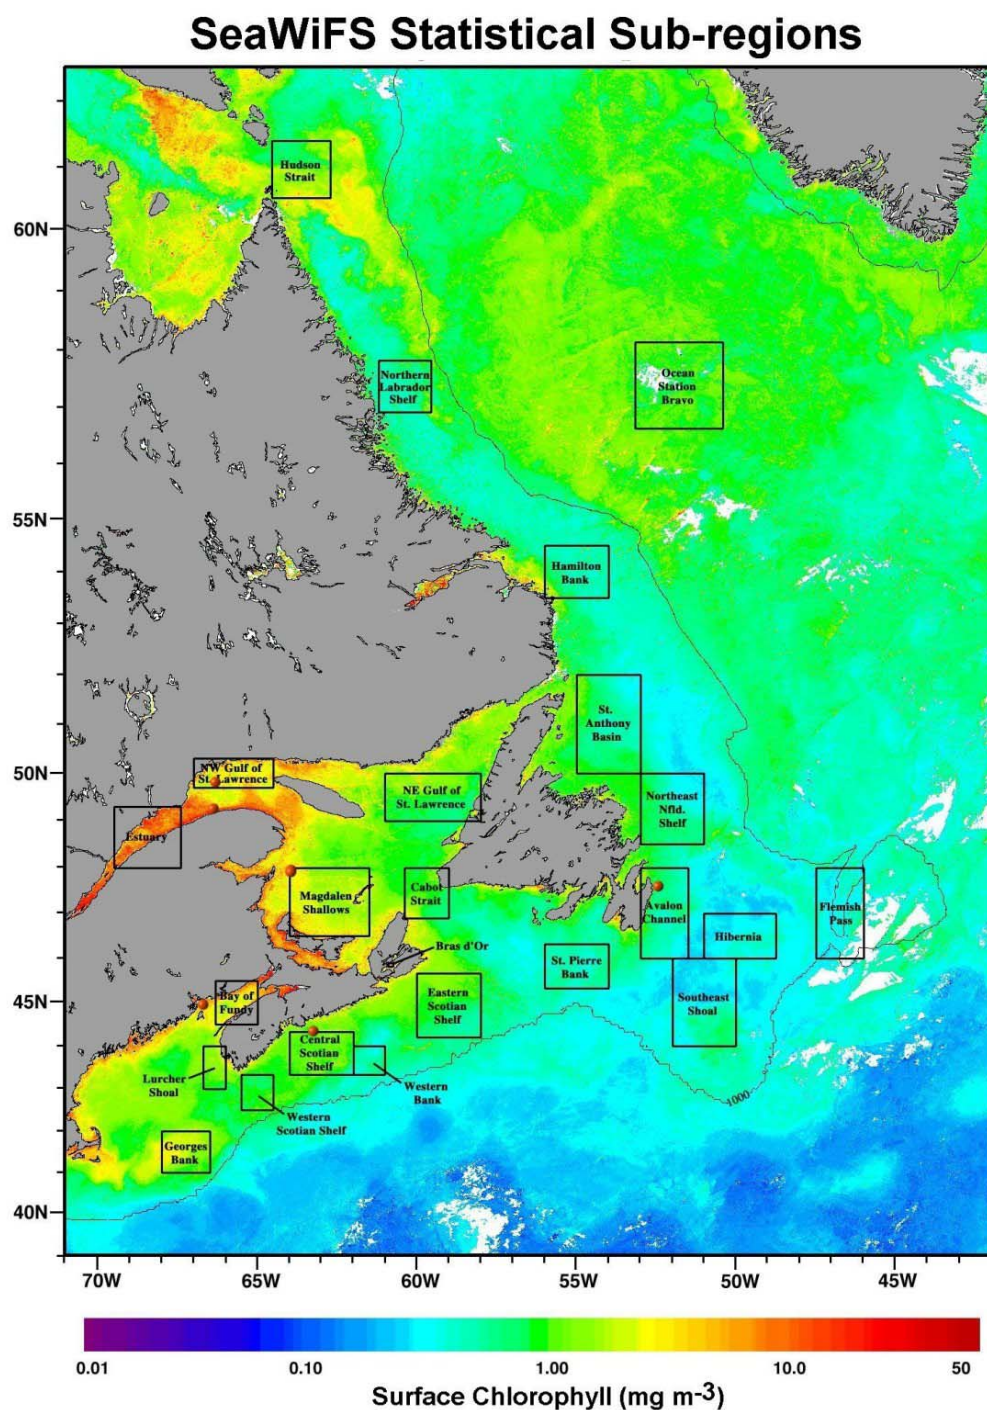 SeaWiFS Statistical Sub-regions
Hudson
Strait
60N
Northern
Labrador
Shelf
Ocean
Station
Bravo
55N
Hamilton
Bank
St.
Anthony
Basin
50N
NW Gulf of
St. Lawrence
NE Gulf of
St. Lawrence
Northeast
Nfld.
Shelf
Estuary
Magdalen
Shallows
Cabot
Strait
Avalon
Channel
Flemish
Pass
Hibernia
Bras d'Or
St. Pierre
Bank
45N
Bay of
Fundy
Eastern
Scotian
Shelf
Southeast
Shoal
Central
Scotian
Shelf
Lurcher
Shoal
Western
Bank
1000
Western
Scotian Shelf
Georges
Bank
40N
70W 65W 60W 55W 50W 45W
0.01 0.10 1.00 10.0 50
Surface Chlorophyll (mg m-3)